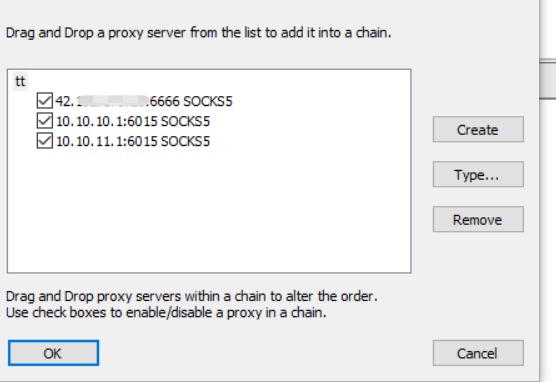 Drag and Drop a proxy server from the list to add it into a chain.
tt
42. :6666 SOCKS5
10.10.10.1:6015 SOCKS5
10.10.11.1:6015 SOCKS5
Create
Type...
Remove
Drag and Drop proxy servers within a chain to alter the order.
Use check boxes to enable/disable a proxy in a chain.
OK
Cancel